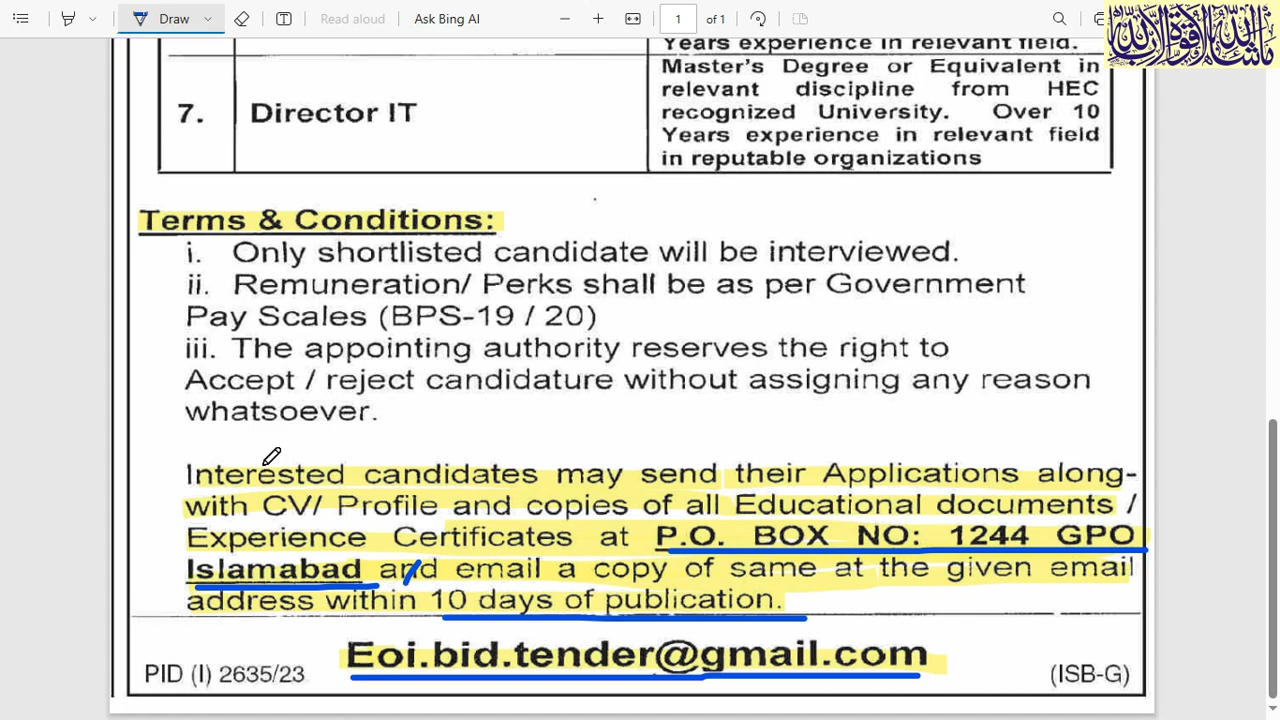 Draw
Read aloud
Ask Bing AI
1
of 1
ماشاء الله لا قوة الا بالله
Years experience in relevant field.
7.
Director IT
Master's Degree or Equivalent in
relevant discipline from HEC
recognized University. Over 10
Years experience in relevant field
in reputable organizations
Terms & Conditions:
i. Only shortlisted candidate will be interviewed.
ii. Remuneration/ Perks shall be as per Government
Pay Scales (BPS-19 / 20)
iii. The appointing authority reserves the right to
Accept / reject candidature without assigning any reason
whatsoever.
Interested candidates may send their Applications along-
with CV/ Profile and copies of all Educational documents /
Experience Certificates at P.O. BOX NO: 1244 GPO
Islamabad and email a copy of same at the given email
address within 10 days of publication.
Eoi.bid.tender@gmail.com
PID (I) 2635/23
(ISB-G)